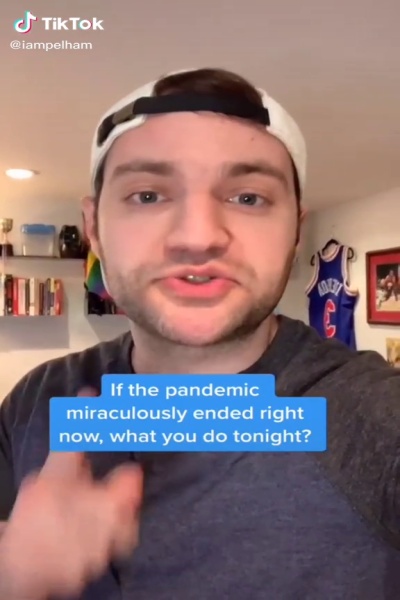 TikTok
@iampelham
If the pandemic
miraculously ended right
now, what you do tonight?